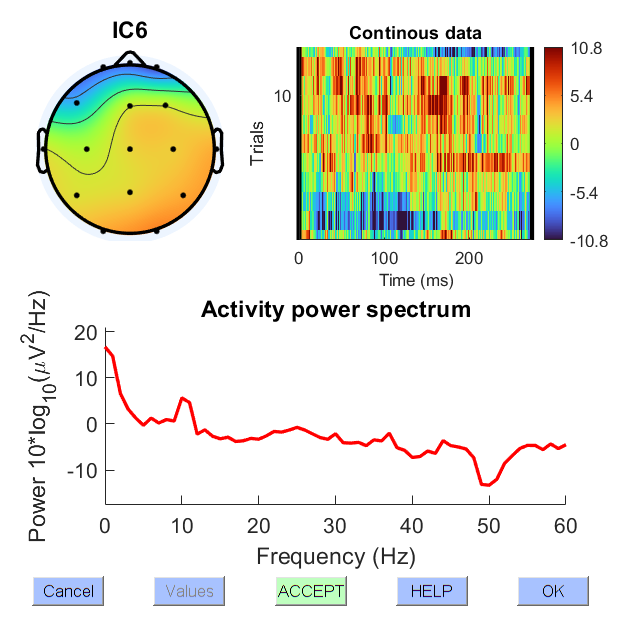 IC6
Continous data
Trials
10
10.8
5.4
0
-5.4
-10.8
0 100 200
Time (ms)
Activity power spectrum
Power 10*log10(μV2/Hz)
20
10
0
-10
0 10 20 30 40 50 60
Frequency (Hz)
Cancel Values ACCEPT HELP OK